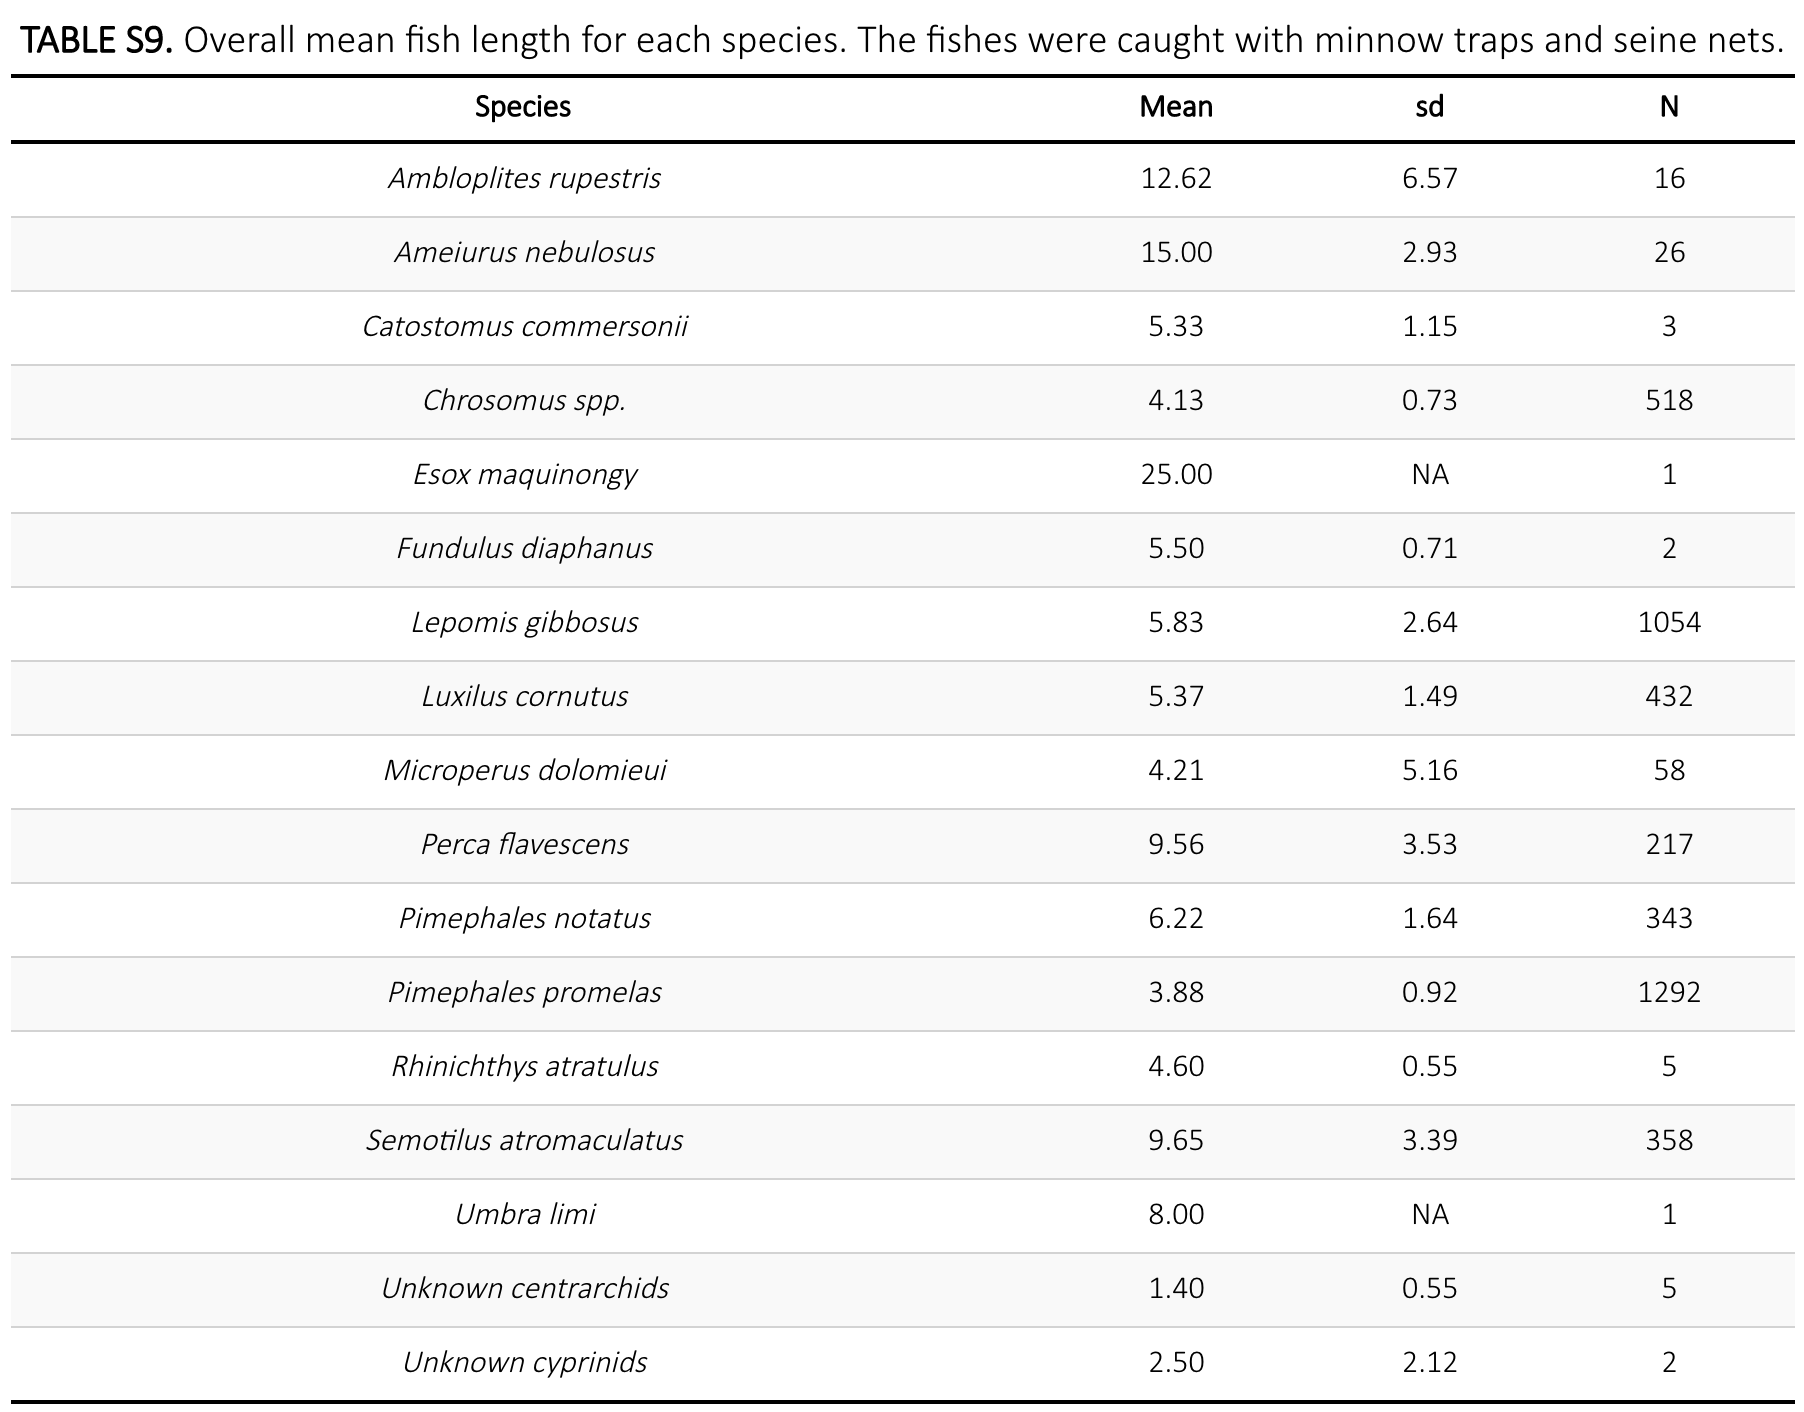 TABLE S9. Overall mean fish length for each species. The fishes were caught with minnow traps and seine nets.
Species Mean sd N
Ambloplites rupestris 12.62 6.57 16
Ameiurus nebulosus 15.00 2.93 26
Catostomus commersonii 5.33 1.15 3
Chrosomus spp. 4.13 0.73 518
Esox maquinongy 25.00 NA 1
Fundulus diaphanus 5.50 0.71 2
Lepomis gibbosus 5.83 2.64 1054
Luxilus cornutus 5.37 1.49 432
Microperus dolomieui 4.21 5.16 58
Perca flavescens 9.56 3.53 217
Pimephales notatus 6.22 1.64 343
Pimephales promelas 3.88 0.92 1292
Rhinichthys atratulus 4.60 0.55 5
Semotilus atromaculatus 9.65 3.39 358
Umbra limi 8.00 NA 1
Unknown centrarchids 1.40 0.55 5
Unknown cyprinids 2.50 2.12 2